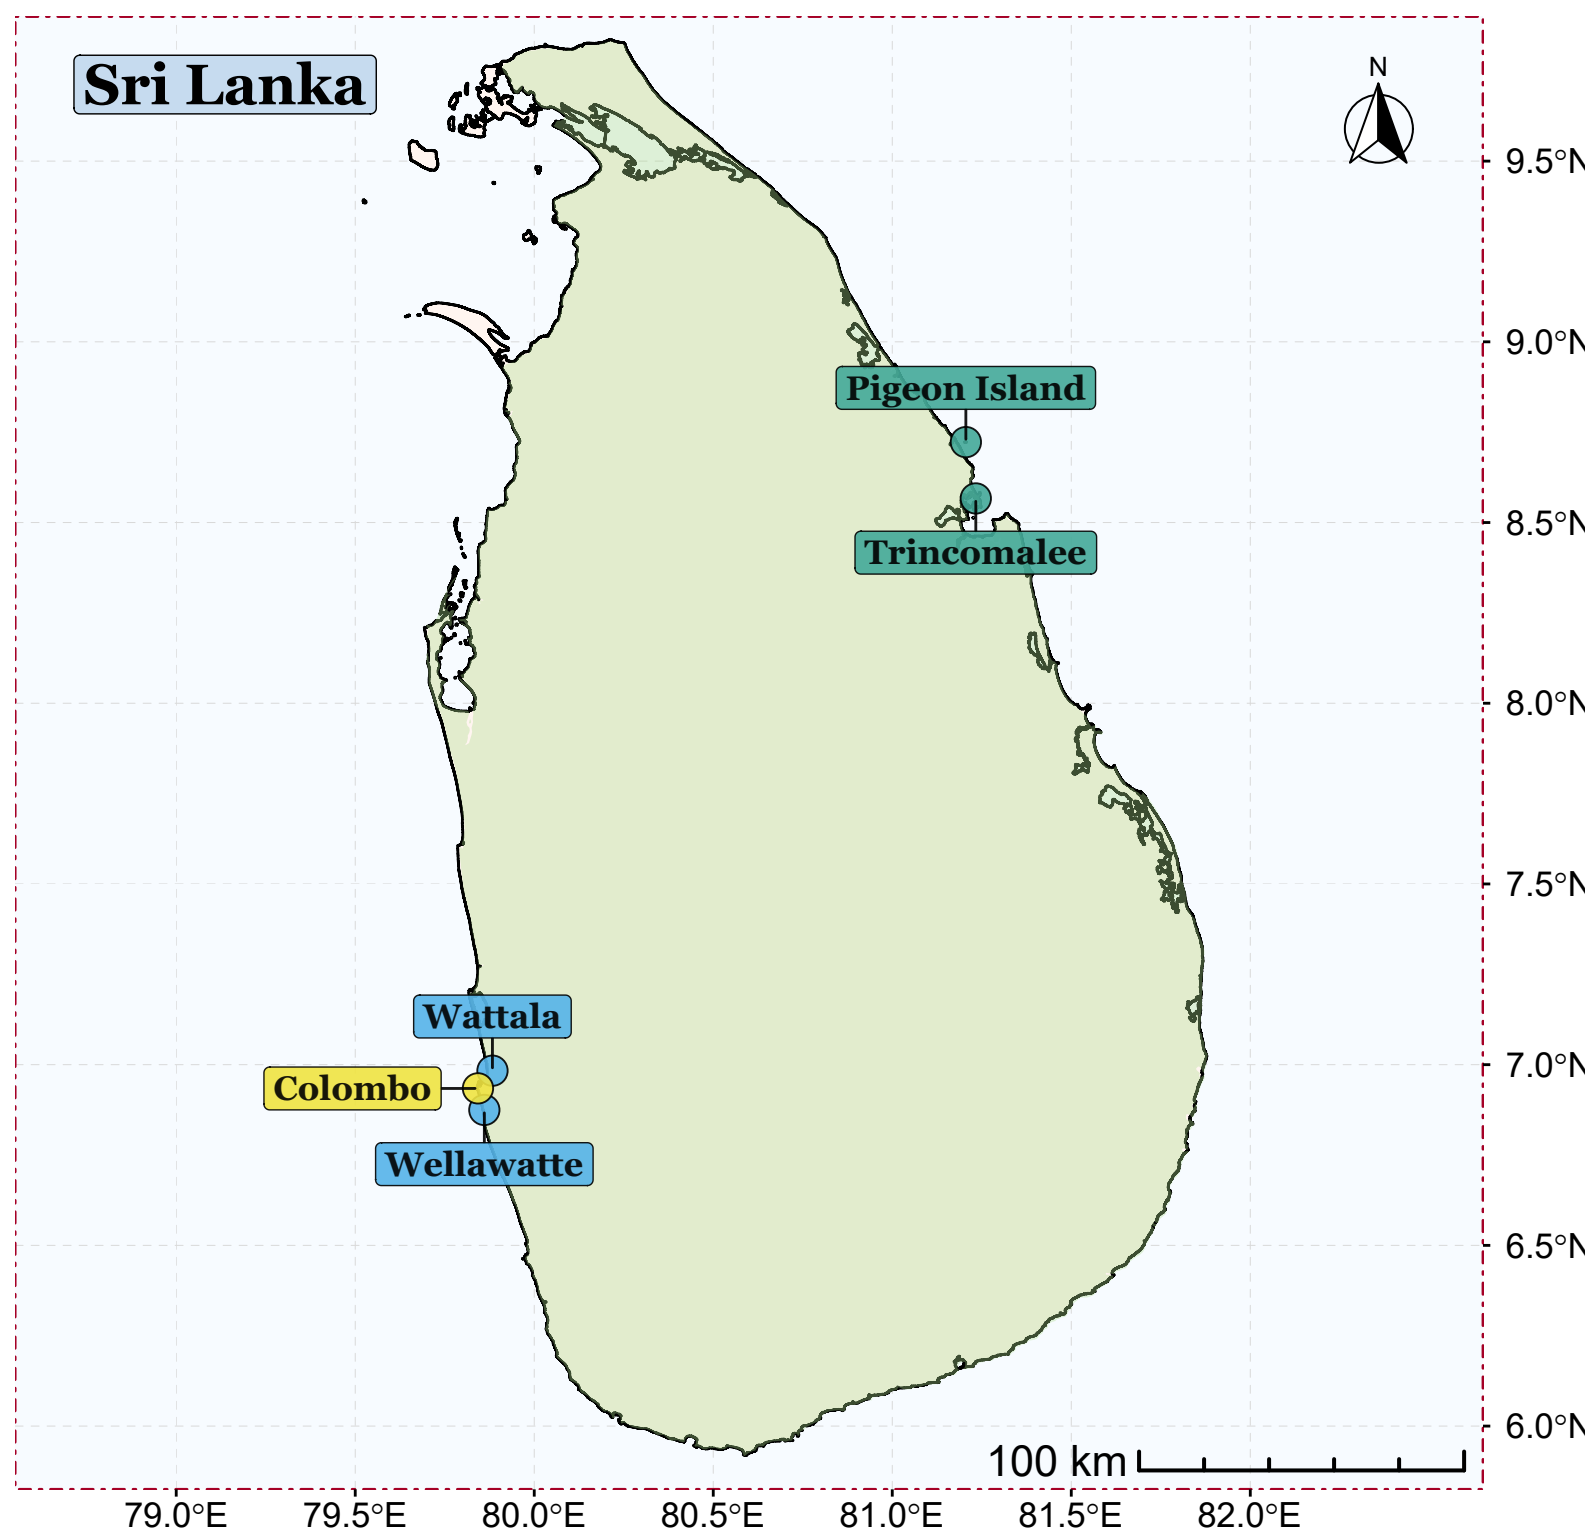 Sri Lanka
N
9.5°N
9.0°N
Pigeon Island
8.5°N
Trincomalee
8.0°N
7.5°N
Wattala
7.0°N
Colombo
Wellawatte
6.5°N
6.0°N
100 km
79.0°E 79.5°E 80.0°E 80.5°E 81.0°E 81.5°E 82.0°E